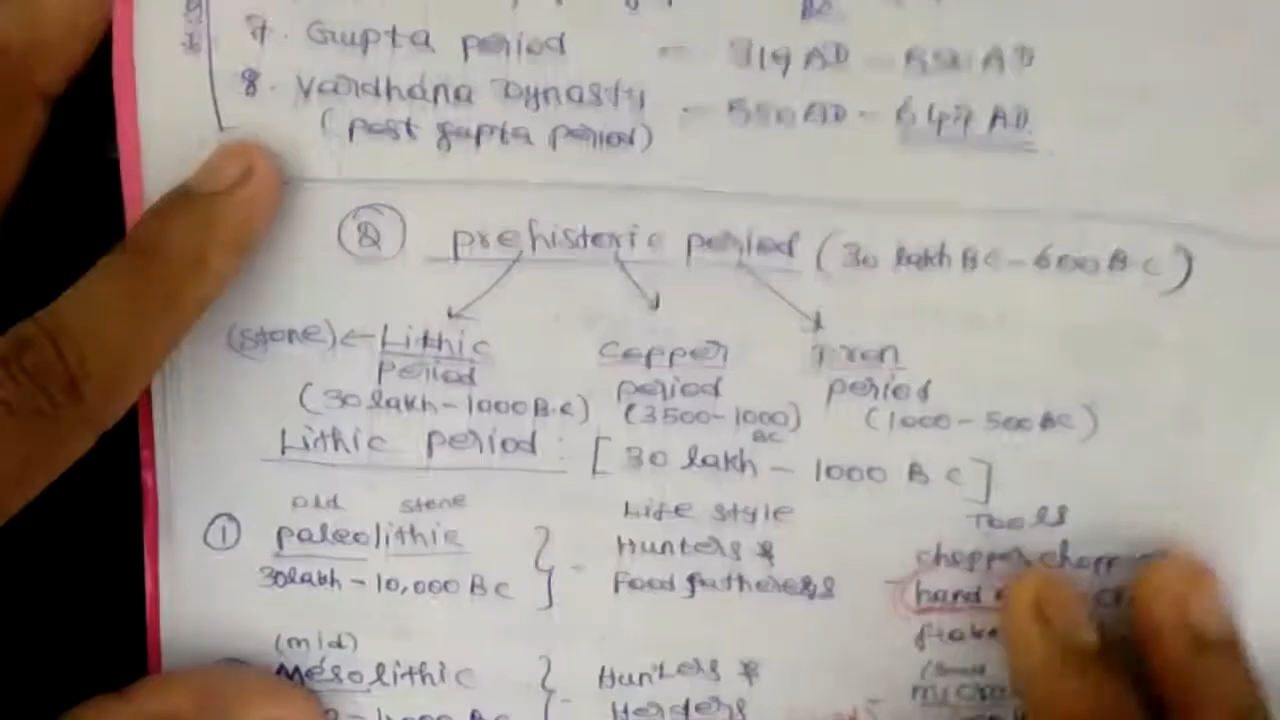 7. Gupta period - 319 AD - 550 AD
8. Vardhana Dynasty - 550 AD - 647 AD
(post gupta period)
② prehistoric period (30 lakh BC - 600 BC)
(stone) ← Lithic period (30 lakh - 1000 B.C)
Copper period (3500 - 1000) BC
Iron period (1000 - 500 BC)
Lithic period : [30 lakh - 1000 BC]
old stone Life style Tools
① paleolithic } - Hunters & chopper
30 lakh - 10,000 BC Food gatherers - hand
(mid)
Mesolithic } - Hunters &
Herders